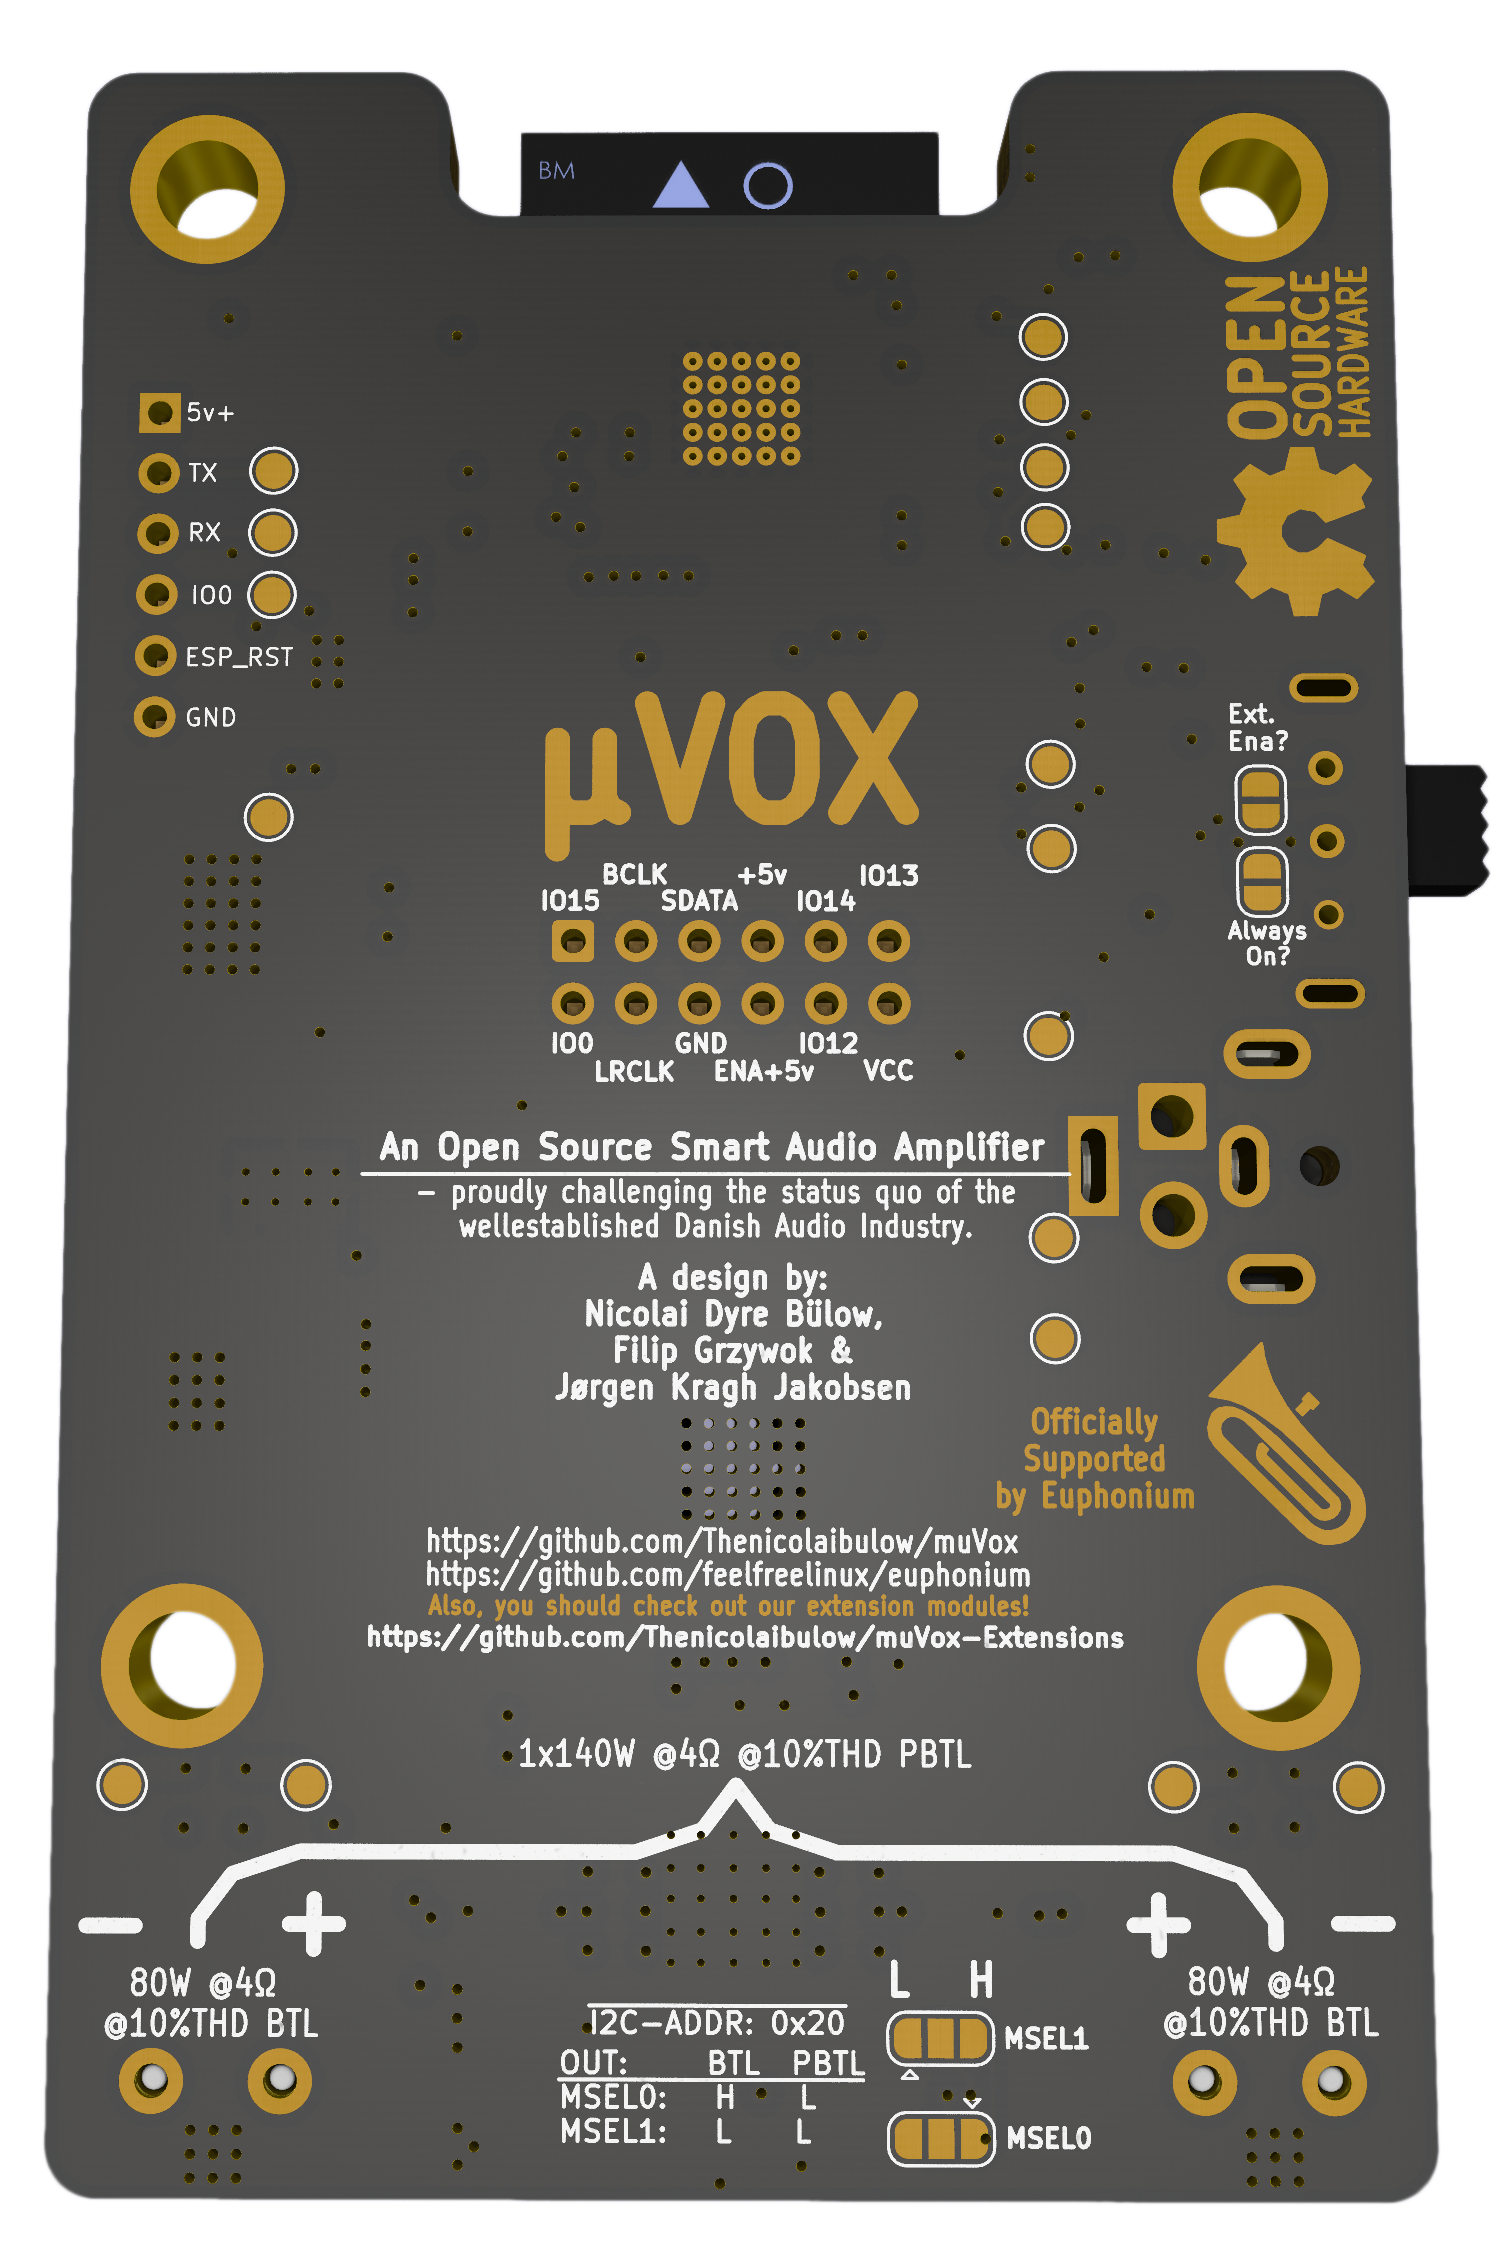 BM
OPEN
SOURCE
HARDWARE
5v+
TX
RX
IO0
ESP_RST
GND
µVOX
Ext.
Ena?
Always
On?
BCLK +5v IO13
IO15 SDATA IO14
IO0 GND IO12
LRCLK ENA+5v VCC
An Open Source Smart Audio Amplifier
- proudly challenging the status quo of the
wellestablished Danish Audio Industry.
A design by:
Nicolai Dyre Bülow,
Filip Grzywok &
Jørgen Kragh Jakobsen
Officially
Supported
by Euphonium
https://github.com/Thenicolaibulow/muVox
https://github.com/feelfreelinux/euphonium
Also, you should check out our extension modules!
https://github.com/Thenicolaibulow/muVox-Extensions
1x140W @4Ω @10%THD PBTL
- + + -
80W @4Ω
@10%THD BTL
80W @4Ω
@10%THD BTL
I2C-ADDR: 0x20
OUT: BTL PBTL
MSEL0: H L
MSEL1: L L
L H
MSEL1
MSEL0